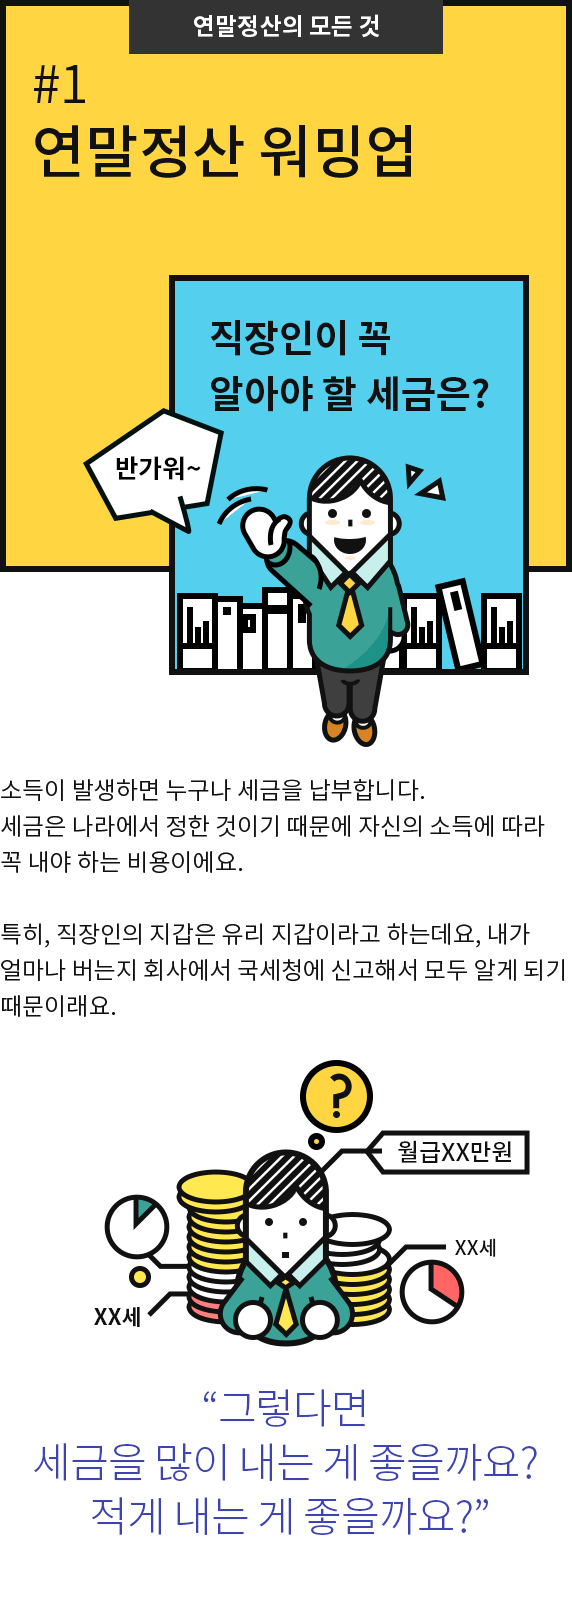 연말정산의 모든 것
#1
연말정산 워밍업
직장인이 꼭
알아야 할 세금은?
반가워~
소득이 발생하면 누구나 세금을 납부합니다.
세금은 나라에서 정한 것이기 때문에 자신의 소득에 따라
꼭 내야 하는 비용이에요.
특히, 직장인의 지갑은 유리 지갑이라고 하는데요, 내가
얼마나 버는지 회사에서 국세청에 신고해서 모두 알게 되기
때문이래요.
?
월급XX만원
XX세
XX세
“그렇다면
세금을 많이 내는 게 좋을까요?
적게 내는 게 좋을까요?”